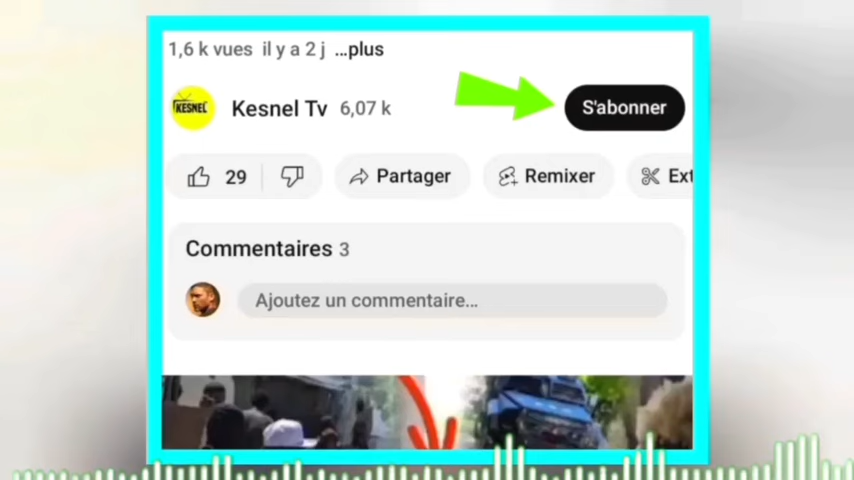 1,6 k vues il y a 2 j ...plus
KESNEL
Kesnel Tv 6,07 k
S'abonner
29
Partager
Remixer
Ext
Commentaires 3
Ajoutez un commentaire...